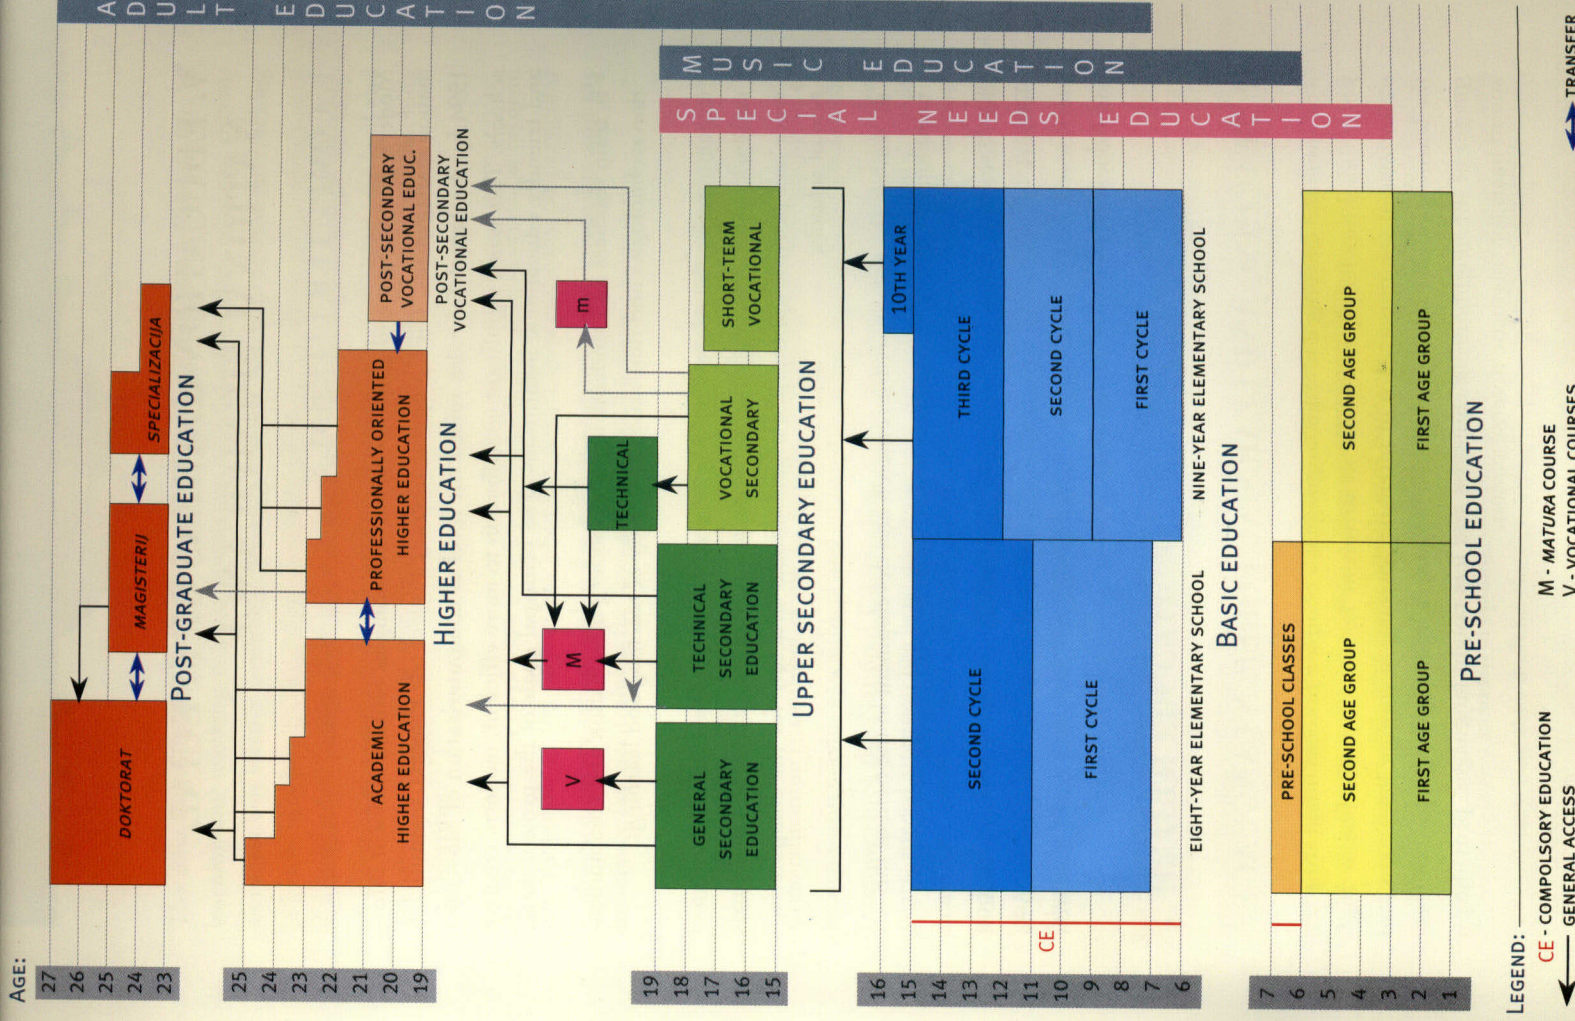 AGE:
27
26
25
24
23
25
24
23
22
21
20
19
19
18
17
16
15
16
15
14
13
12
11
10
9
8
7
6
7
6
5
4
3
2
1
DOKTORAT
MAGISTERIJ
SPECIALIZACIJA
POST-GRADUATE EDUCATION
ACADEMIC
HIGHER EDUCATION
PROFESSIONALLY ORIENTED
HIGHER EDUCATION
POST-SECONDARY
VOCATIONAL EDUC.
HIGHER EDUCATION
POST-SECONDARY
VOCATIONAL EDUCATION
V
M
TECHNICAL
m
GENERAL
SECONDARY
EDUCATION
TECHNICAL
SECONDARY
EDUCATION
VOCATIONAL
SECONDARY
SHORT-TERM
VOCATIONAL
UPPER SECONDARY EDUCATION
10TH YEAR
SECOND CYCLE
THIRD CYCLE
CE
FIRST CYCLE
SECOND CYCLE
FIRST CYCLE
EIGHT-YEAR ELEMENTARY SCHOOL
NINE-YEAR ELEMENTARY SCHOOL
BASIC EDUCATION
PRE-SCHOOL CLASSES
SECOND AGE GROUP
SECOND AGE GROUP
FIRST AGE GROUP
FIRST AGE GROUP
PRE-SCHOOL EDUCATION
SPECIAL NEEDS EDUCATION
MUSIC EDUCATION
ADULT EDUCATION
LEGEND:
CE - COMPOLSORY EDUCATION
M - MATURA COURSE
GENERAL ACCESS
V - VOCATIONAL COURSES
TRANSFER